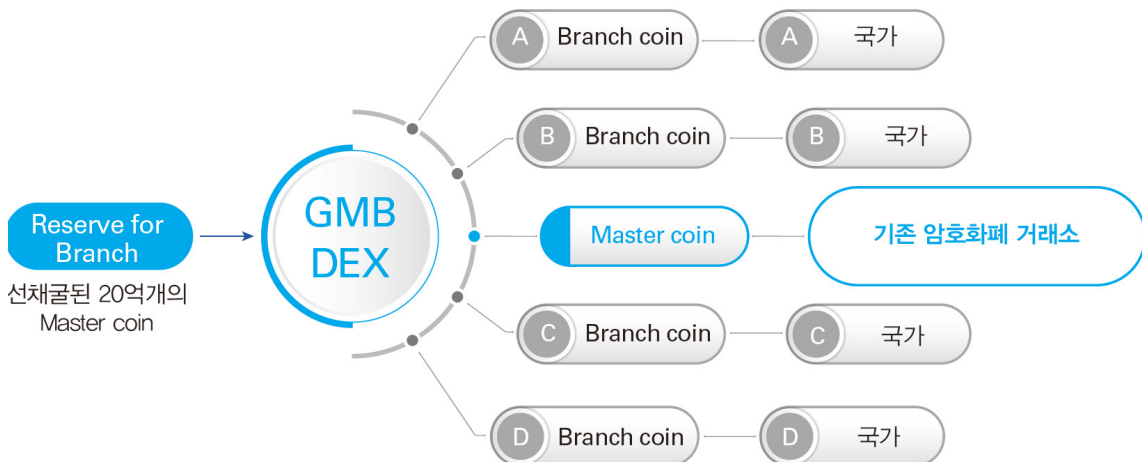 A Branch coin A 국가
B Branch coin B 국가
Reserve for
Branch
선채굴된 20억개의
Master coin
GMB
DEX
Master coin
기존 암호화폐 거래소
C Branch coin C 국가
D Branch coin D 국가